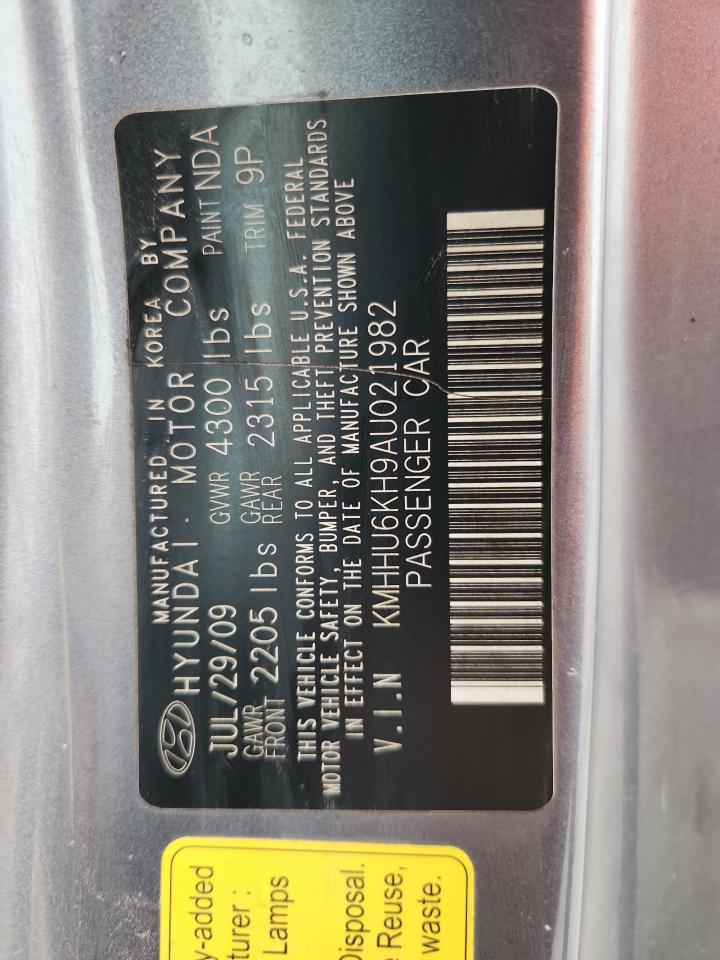 MANUFACTURED IN KOREA BY
HYUNDAI MOTOR COMPANY
JUL/29/09 GVWR 4300 lbs PAINT NDA
GAWR FRONT 2205 lbs GAWR REAR 2315 lbs TRIM 9P
THIS VEHICLE CONFORMS TO ALL APPLICABLE U.S.A. FEDERAL
MOTOR VEHICLE SAFETY, BUMPER, AND THEFT PREVENTION STANDARDS
IN EFFECT ON THE DATE OF MANUFACTURE SHOWN ABOVE
V.I.N KMHHU6KH9AU021982
PASSENGER CAR
y-added
turer :
Lamps
Disposal.
Reuse,
waste.